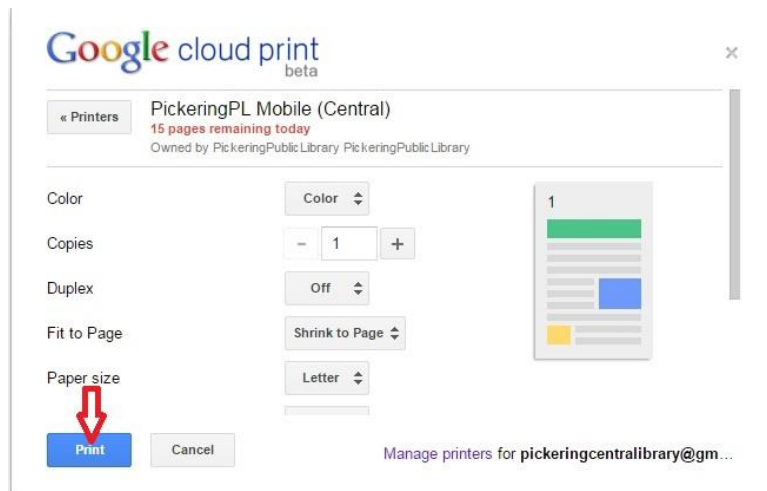 Google cloud print
beta
×
« Printers
PickeringPL Mobile (Central)
15 pages remaining today
Owned by PickeringPublicLibrary PickeringPublicLibrary
Color Color
1
Copies - 1 +
Duplex Off
Fit to Page Shrink to Page
Paper size Letter
Print Cancel Manage printers for pickeringcentralibrary@gm...